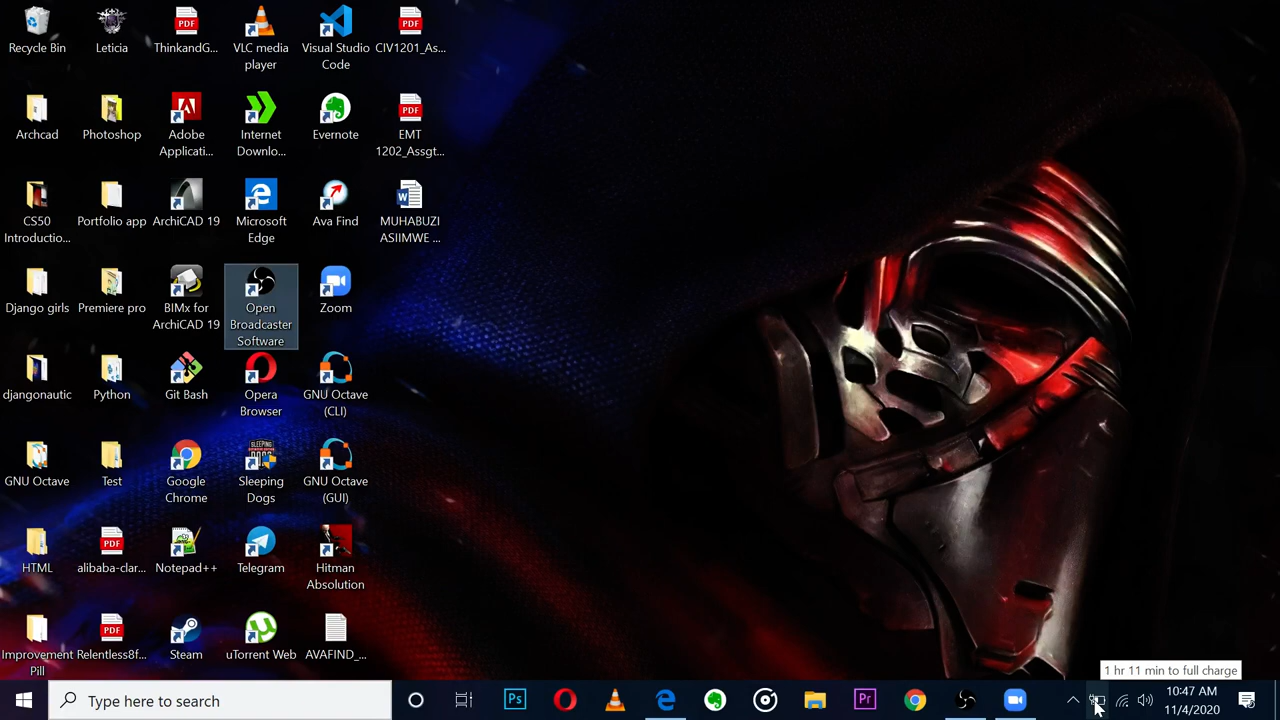 Recycle Bin
Leticia
ThinkandG...
VLC media
player
Visual Studio
Code
CIV1201_As...
Archcad
Photoshop
Adobe
Applicati...
Internet
Downlo...
Evernote
EMT
1202_Assgt...
CS50
Introductio...
Portfolio app
ArchiCAD 19
Microsoft
Edge
Ava Find
MUHABUZI
ASIIMWE ...
Django girls
Premiere pro
BIMx for
ArchiCAD 19
Open
Broadcaster
Software
Zoom
djangonautic
Python
Git Bash
Opera
Browser
GNU Octave
(CLI)
GNU Octave
Test
Google
Chrome
Sleeping
Dogs
GNU Octave
(GUI)
HTML
alibaba-clar...
Notepad++
Telegram
Hitman
Absolution
Improvement
Pill
Relentless8f...
Steam
uTorrent Web
AVAFIND_...
1 hr 11 min to full charge
Type here to search
10:47 AM
11/4/2020